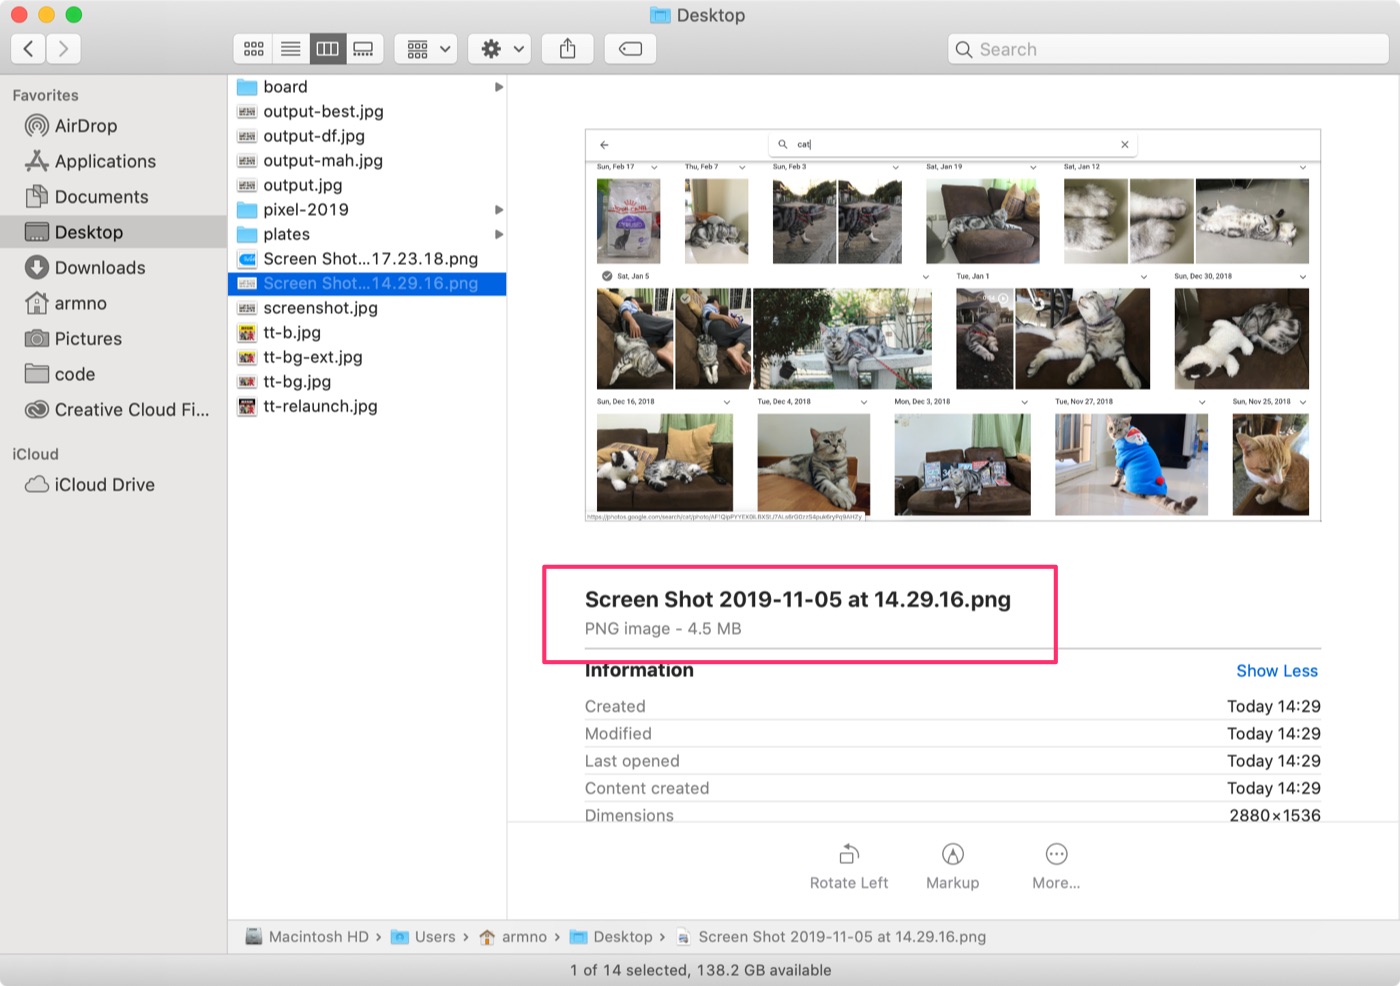 Desktop
Search
Favorites
AirDrop
Applications
Documents
Desktop
Downloads
armno
Pictures
code
Creative Cloud Fi...
iCloud
iCloud Drive
board
output-best.jpg
output-df.jpg
output-mah.jpg
output.jpg
pixel-2019
plates
Screen Shot...17.23.18.png
Screen Shot...14.29.16.png
screenshot.jpg
tt-b.jpg
tt-bg-ext.jpg
tt-bg.jpg
tt-relaunch.jpg
cat
Sun, Feb 17
Thu, Feb 7
Sun, Feb 3
Sat, Jan 19
Sat, Jan 12
Sat, Jan 5
Tue, Jan 1
Sun, Dec 30, 2018
Sun, Dec 16, 2018
Tue, Dec 4, 2018
Mon, Dec 3, 2018
Tue, Nov 27, 2018
Sun, Nov 25, 2018
Screen Shot 2019-11-05 at 14.29.16.png
PNG image - 4.5 MB
Information
Show Less
Created Today 14:29
Modified Today 14:29
Last opened Today 14:29
Content created Today 14:29
Dimensions 2880×1536
Rotate Left
Markup
More...
Macintosh HD › Users › armno › Desktop › Screen Shot 2019-11-05 at 14.29.16.png
1 of 14 selected, 138.2 GB available